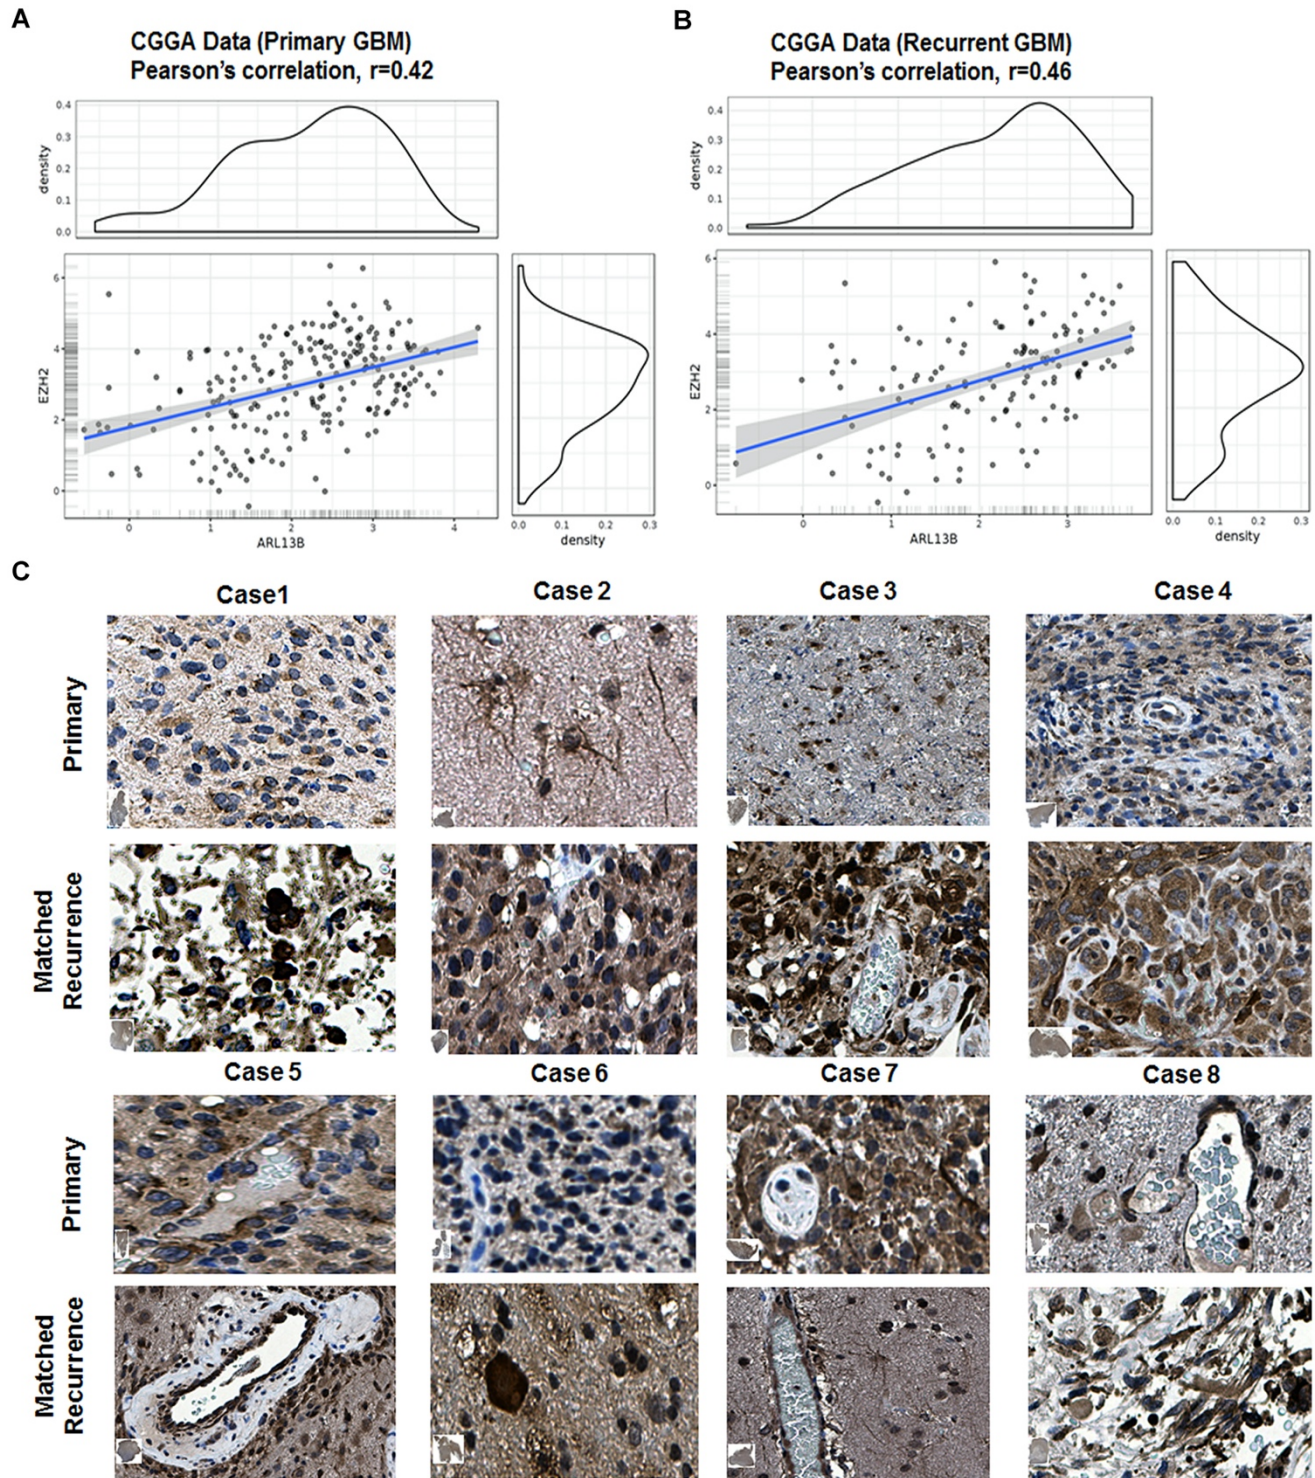 A
CGGA Data (Primary GBM)
Pearson's correlation, r=0.42
density
0.4
0.3
0.2
0.1
0.0
EZH2
6
4
2
0
0 1 2 3 4
ARL13B
0.0 0.1 0.2 0.3
density
B
CGGA Data (Recurrent GBM)
Pearson's correlation, r=0.46
density
0.4
0.3
0.2
0.1
0.0
EZH2
6
4
2
0
0 1 2 3
ARL13B
0.0 0.1 0.2 0.3
density
C
Case1 Case 2 Case 3 Case 4
Primary
Matched
Recurrence
Case 5 Case 6 Case 7 Case 8
Primary
Matched
Recurrence